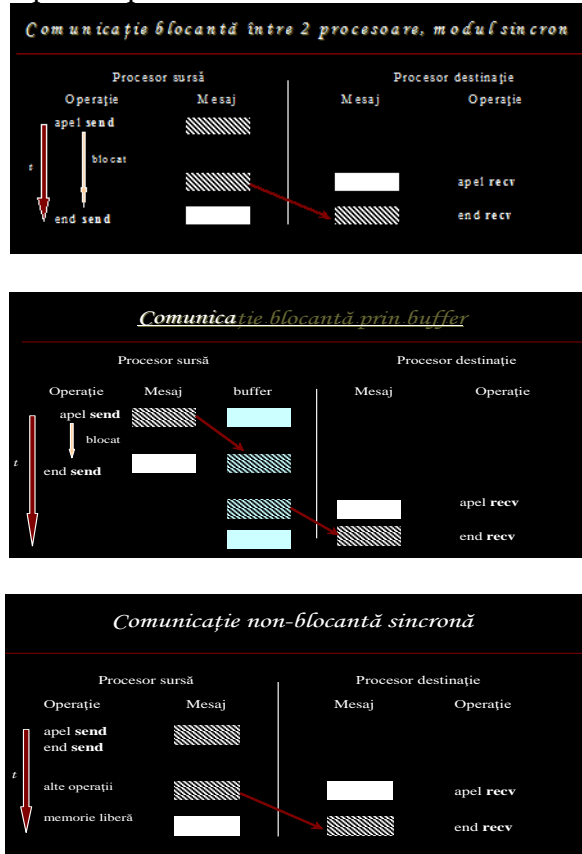 Comunicație blocantă între 2 procesoare, modul sincron
Procesor sursă Procesor destinație
Operație Mesaj Mesaj Operație
apel send
blocat
t
apel recv
end send end recv
Comunicație blocantă prin buffer
Procesor sursă Procesor destinație
Operație Mesaj buffer Mesaj Operație
apel send
blocat
t
end send
apel recv
end recv
Comunicație non-blocantă sincronă
Procesor sursă Procesor destinație
Operație Mesaj Mesaj Operație
apel send
end send
t
alte operații apel recv
memorie liberă end recv